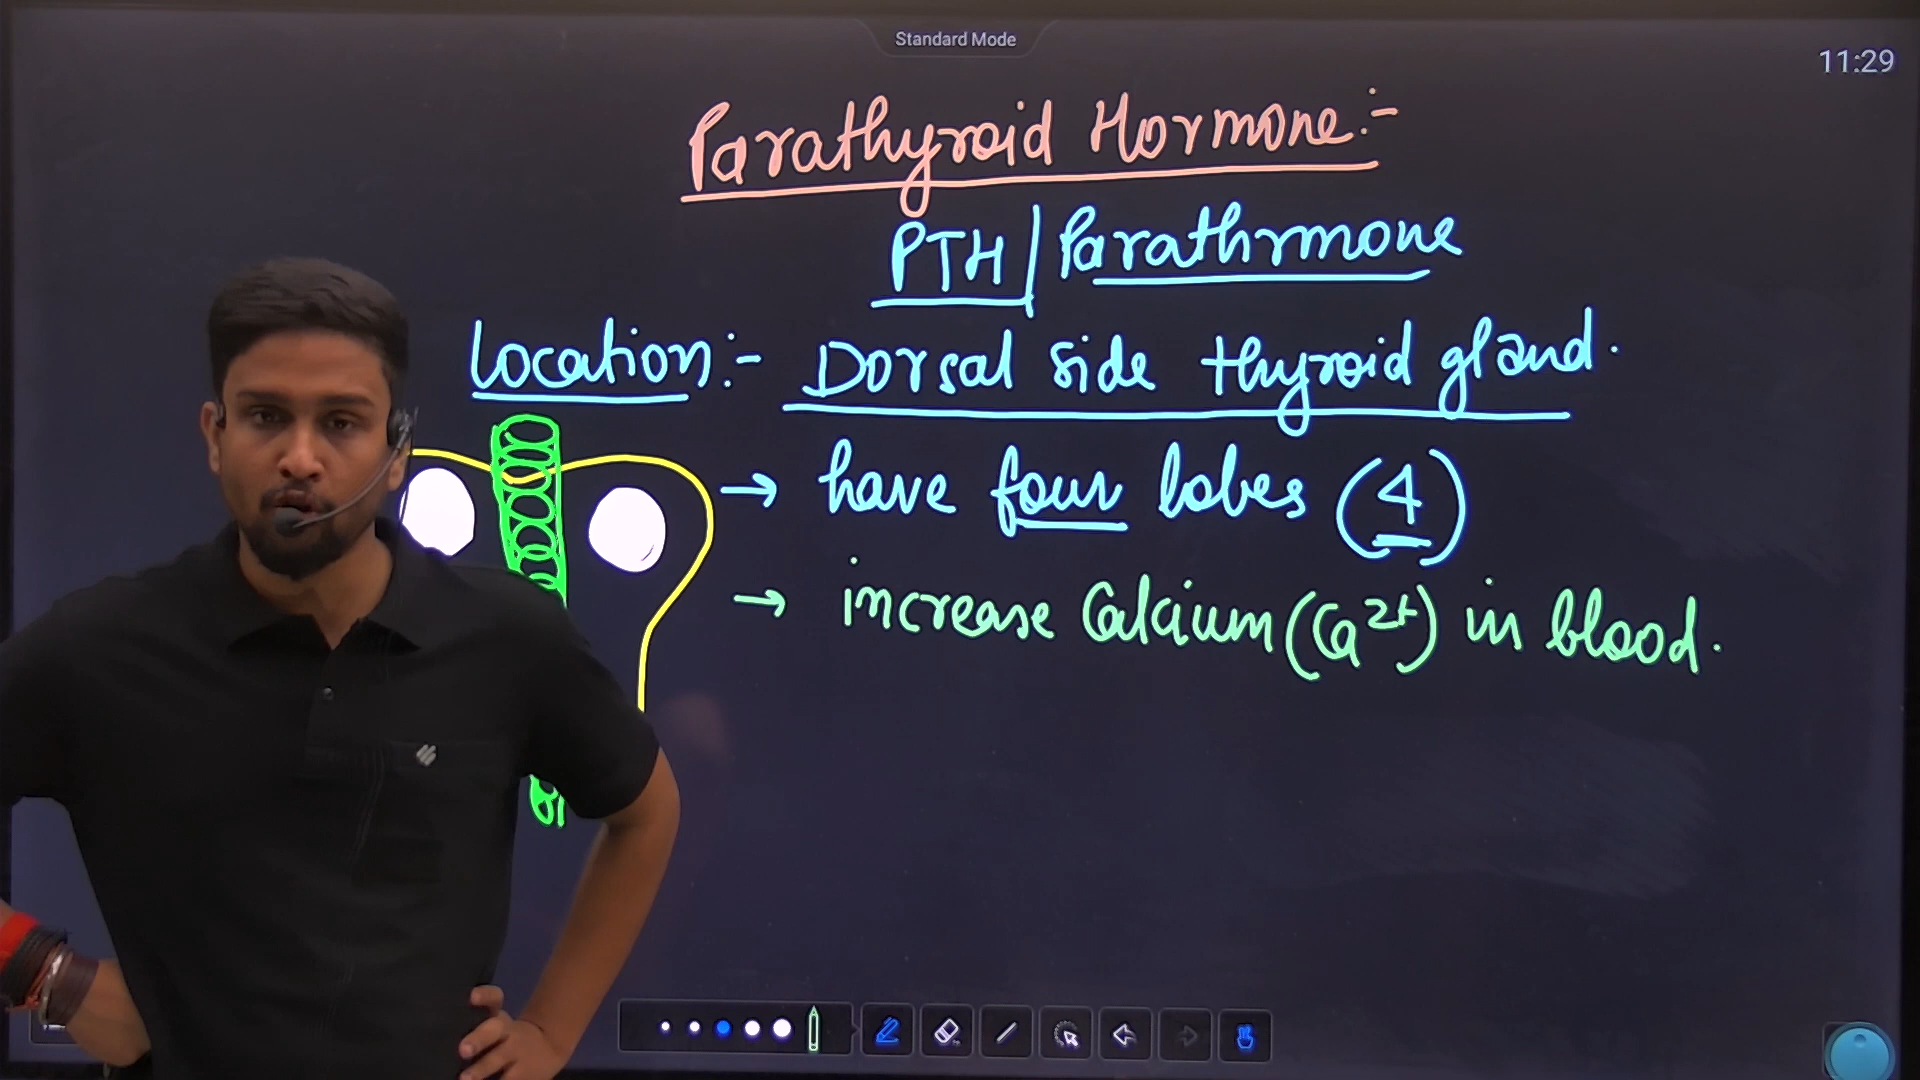 Standard Mode
11:29
Parathyroid Hormone:-
PTH | Parathrmone
Location:- Dorsal side thyroid gland.
→ have four lobes (4)
→ increase Calcium (Ca2+) in blood.